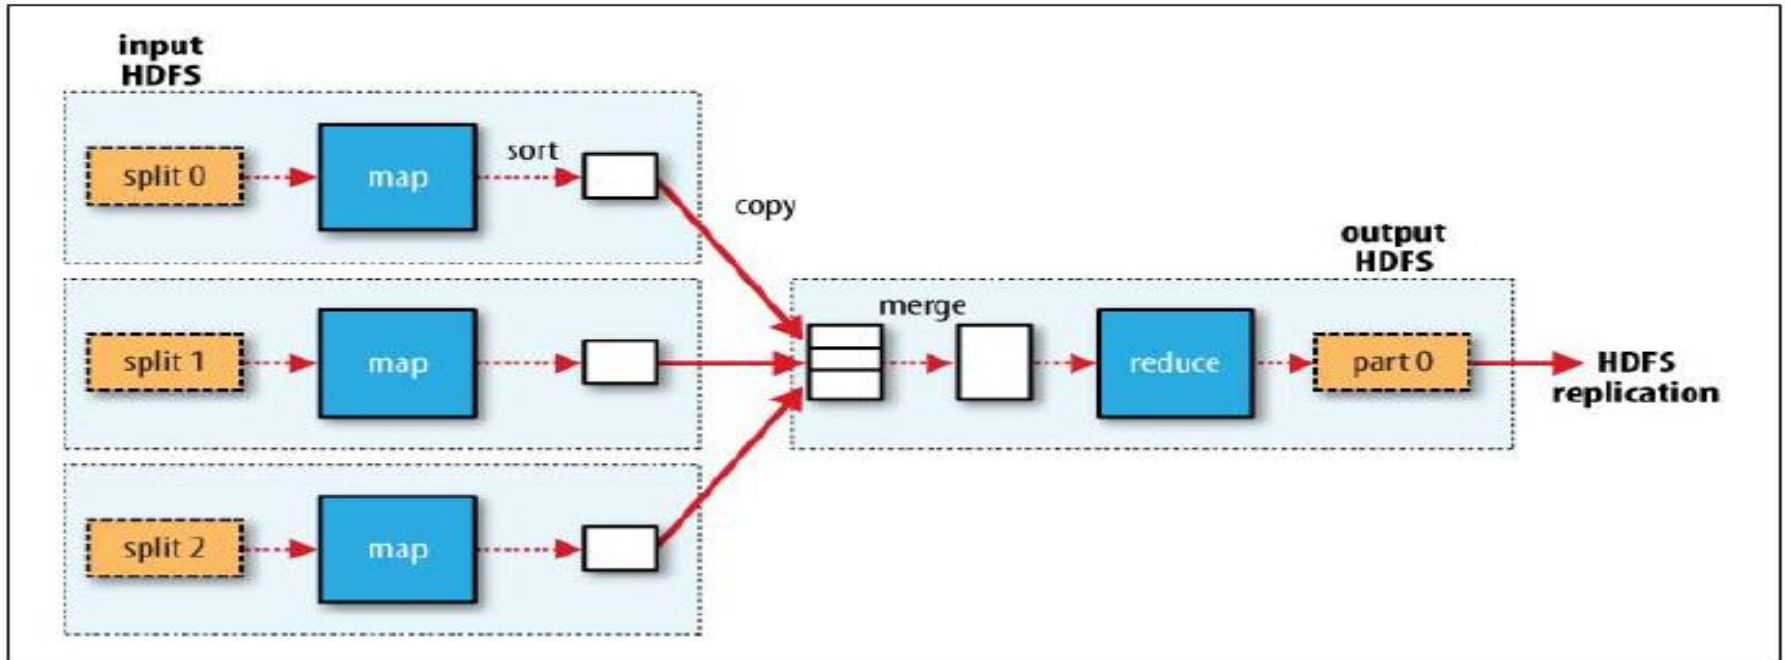 input
HDFS
split 0
map
sort
copy
split 1
map
split 2
map
merge
reduce
output
HDFS
part 0
HDFS
replication